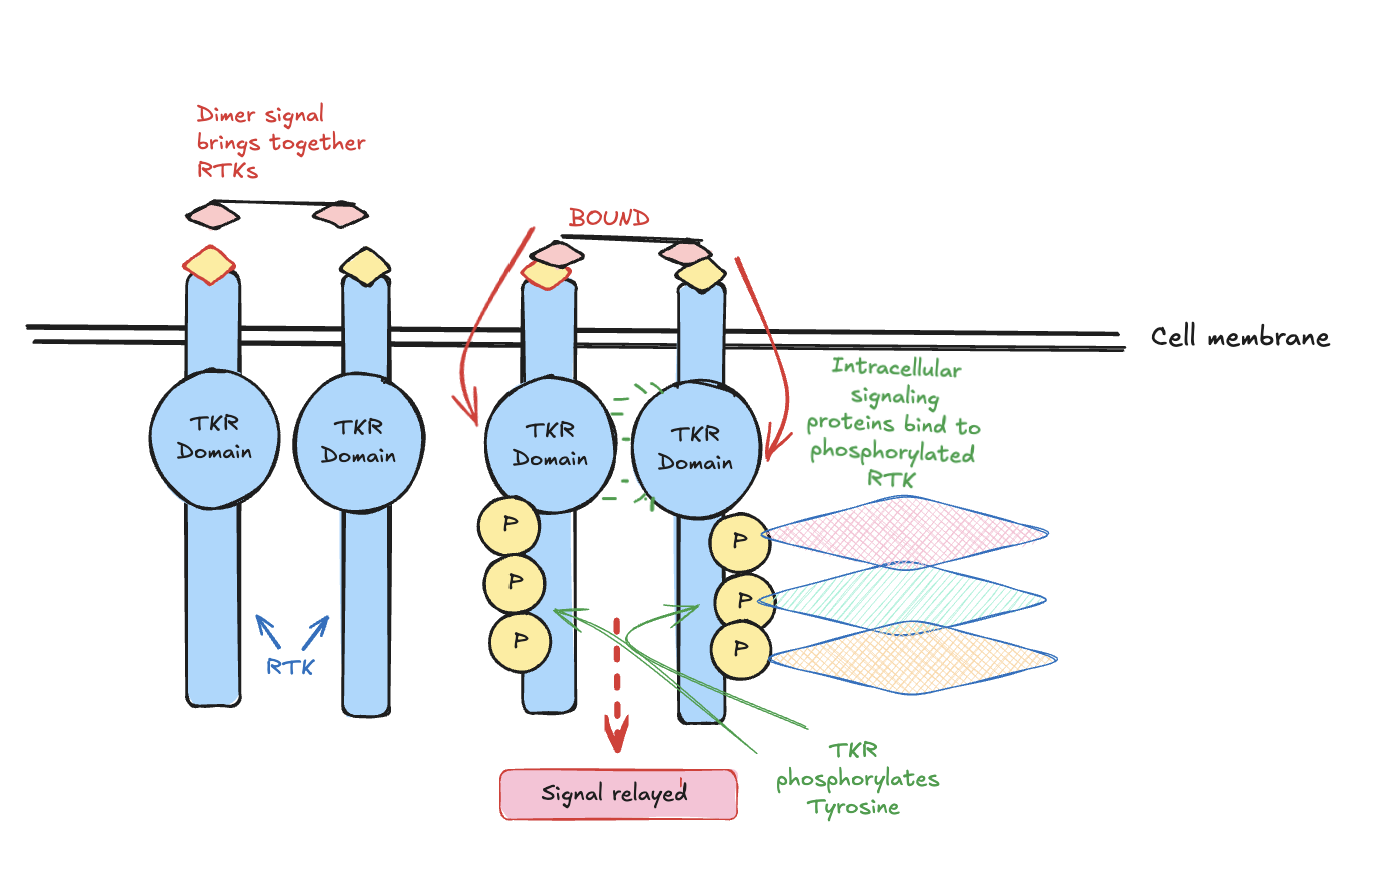 Dimer signal
brings together
RTKs
BOUND
Cell membrane
Intracellular
signaling
proteins bind to
phosphorylated
RTK
TKR
Domain
TKR
Domain
TKR
Domain
TKR
Domain
P
P
P
P
P
P
RTK
TKR
phosphorylates
Tyrosine
Signal relayed